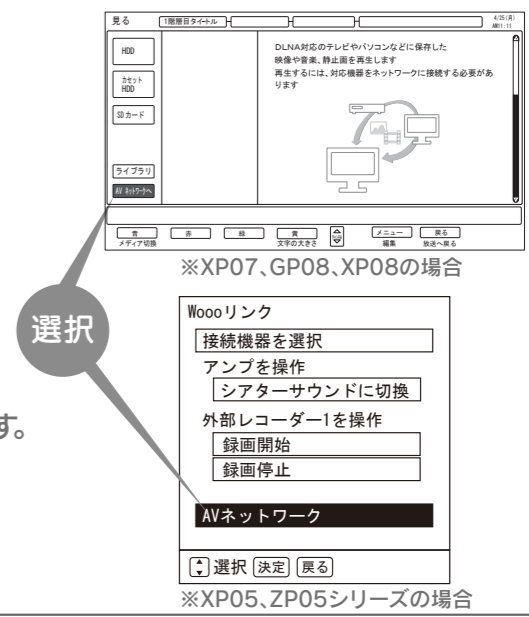 見る
1階層目タイトル
4/25(月)
AM11:11
HDD
カセット
HDD
SDカード
ライブラリ
AVネットワークへ
DLNA対応のテレビやパソコンなどに保存した
映像や音楽、静止画を再生します
再生するには、対応機器をネットワークに接続する必要があ
ります
青 赤 緑 黄 メニュー 戻る
メディア切換 文字の大きさ 編集 放送へ戻る
※XP07、GP08、XP08の場合
選択
す。
Woooリンク
接続機器を選択
アンプを操作
シアターサウンドに切換
外部レコーダー1を操作
録画開始
録画停止
AVネットワーク
選択 決定 戻る
※XP05、ZP05シリーズの場合